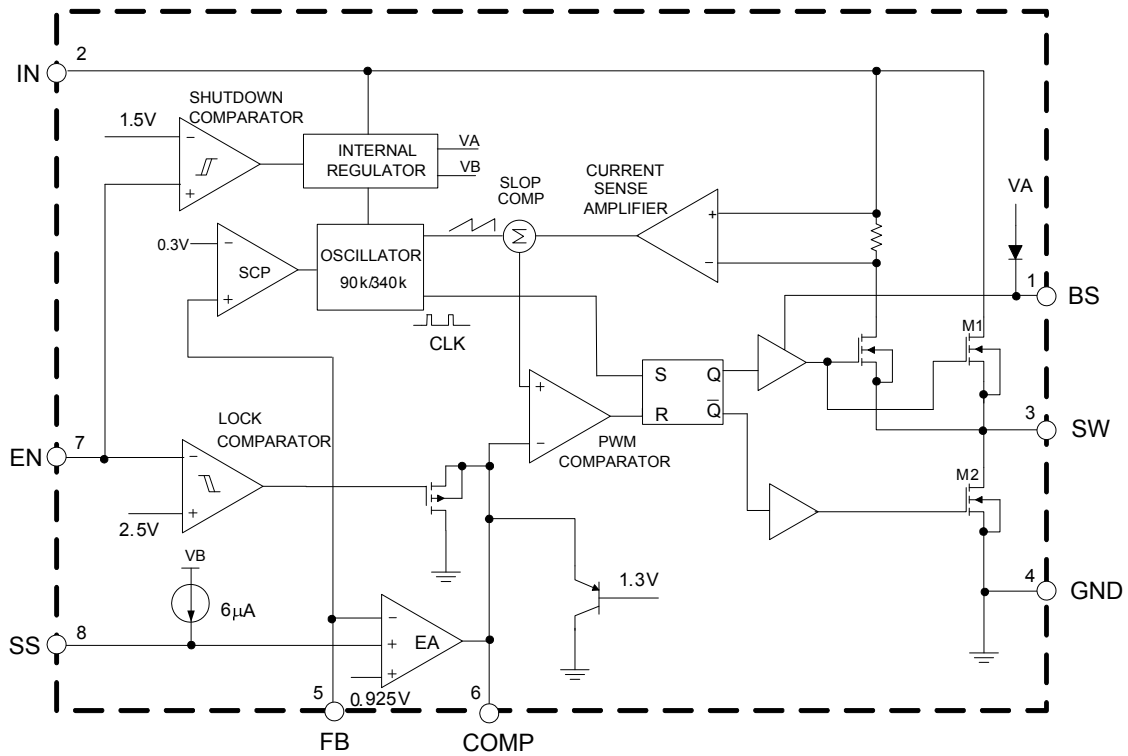 2
IN
SHUTDOWN
COMPARATOR
1.5V
−
+
INTERNAL
REGULATOR
VA
VB
SLOP
COMP
CURRENT
SENSE
AMPLIFIER
+
−
VA
0.3V
−
SCP
+
OSCILLATOR
90k/340k
Σ
CLK
1
BS
M1
S
Q
R
Q̅
+
−
PWM
COMPARATOR
3
SW
7
EN
LOCK
COMPARATOR
−
+
2.5V
M2
VB
6μA
1.3V
4
GND
8
SS
−
+
+
EA
0.925V
5
FB
6
COMP